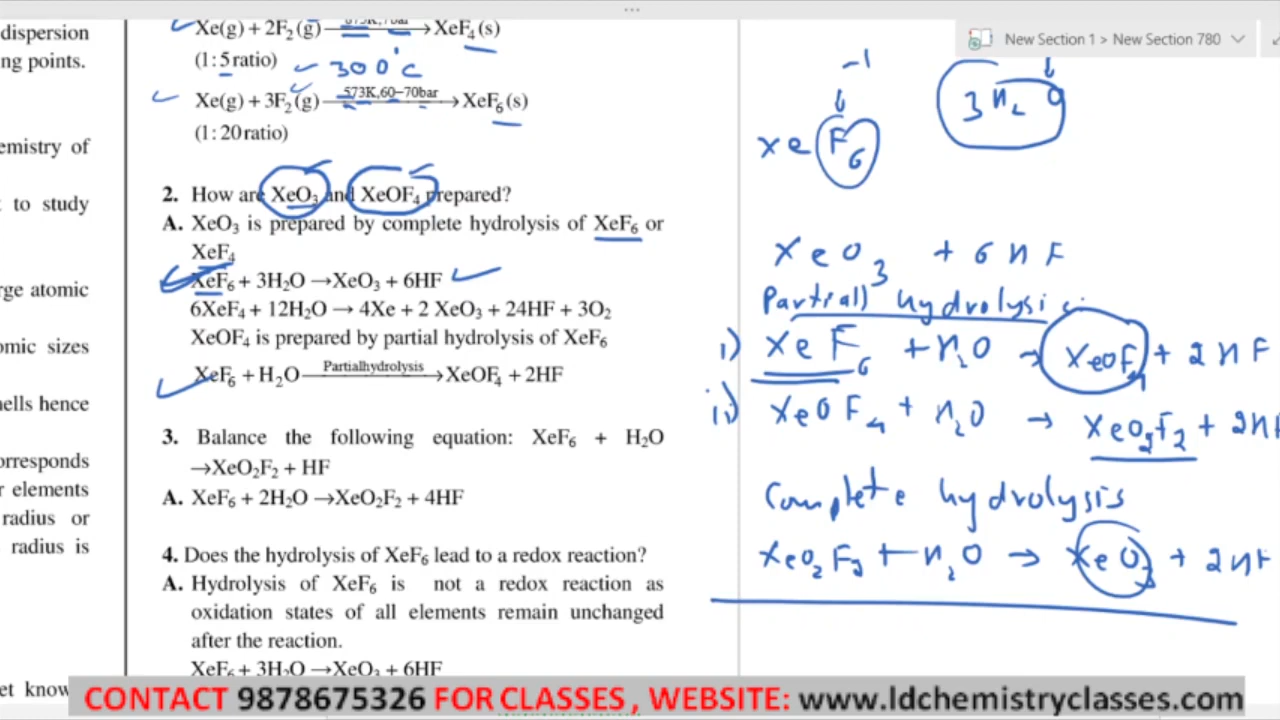 dispersion
ng points.
emistry of
to study
rge atomic
omic sizes
hells hence
orresponds
r elements
radius or
radius is
et know
Xe(g) + 2F₂(g) 873K,7bar → XeF₄(s)
(1:5 ratio) 300°C
Xe(g) + 3F₂(g) 573K,60–70bar → XeF₆(s)
(1:20 ratio)
2. How are XeO₃ and XeOF₄ prepared?
A. XeO₃ is prepared by complete hydrolysis of XeF₆ or
XeF₄
XeF₆ + 3H₂O →XeO₃ + 6HF
6XeF₄ + 12H₂O → 4Xe + 2 XeO₃ + 24HF + 3O₂
XeOF₄ is prepared by partial hydrolysis of XeF₆
XeF₆ + H₂O Partialhydrolysis → XeOF₄ + 2HF
3. Balance the following equation: XeF₆ + H₂O
→XeO₂F₂ + HF
A. XeF₆ + 2H₂O →XeO₂F₂ + 4HF
4. Does the hydrolysis of XeF₆ lead to a redox reaction?
A. Hydrolysis of XeF₆ is not a redox reaction as
oxidation states of all elements remain unchanged
after the reaction.
XeF₆ + 3H₂O →XeO₃ + 6HF
New Section 1 > New Section 780
-1
3 H₂O
XeF₆
XeO₃ + 6HF
Partial hydrolysis
i) XeF₆ + H₂O → XeOF₄ + 2HF
ii) XeOF₄ + H₂O → XeO₂F₂ + 2HF
Complete hydrolysis
XeO₂F₂ + H₂O → XeO₃ + 2HF
CONTACT 9878675326 FOR CLASSES , WEBSITE: www.ldchemistryclasses.com